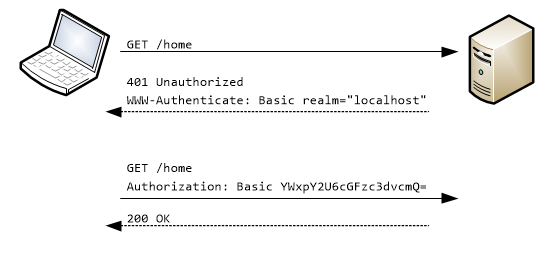 GET /home
401 Unauthorized
WWW-Authenticate: Basic realm="localhost"
GET /home
Authorization: Basic YWxpY2U6cGFzc3dvcmQ=
200 OK